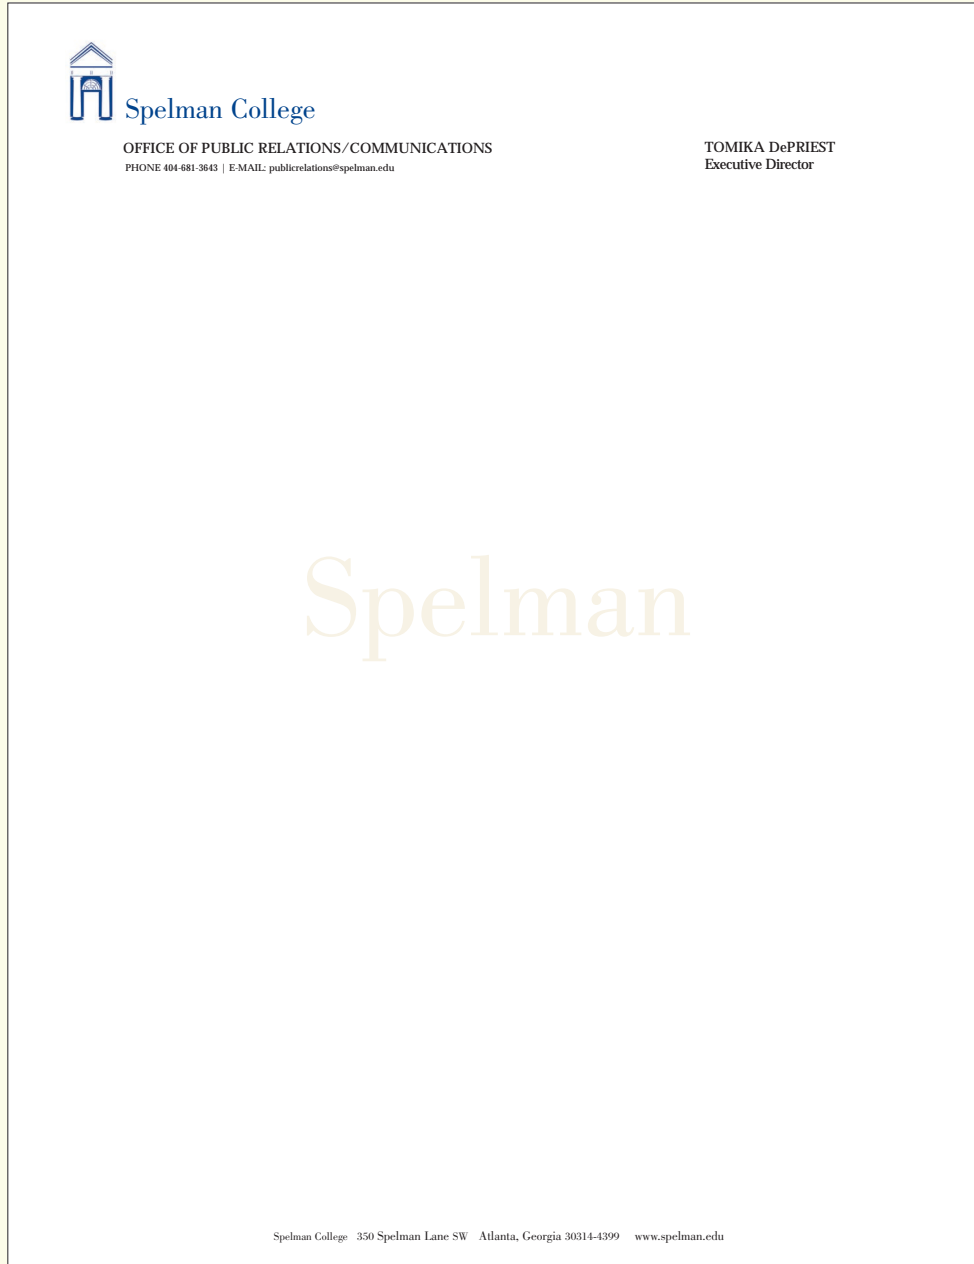 Spelman College
OFFICE OF PUBLIC RELATIONS/COMMUNICATIONS
PHONE 404-681-3643 | E-MAIL: publicrelations@spelman.edu
TOMIKA DePRIEST
Executive Director
Spelman
Spelman College 350 Spelman Lane SW Atlanta, Georgia 30314-4399 www.spelman.edu